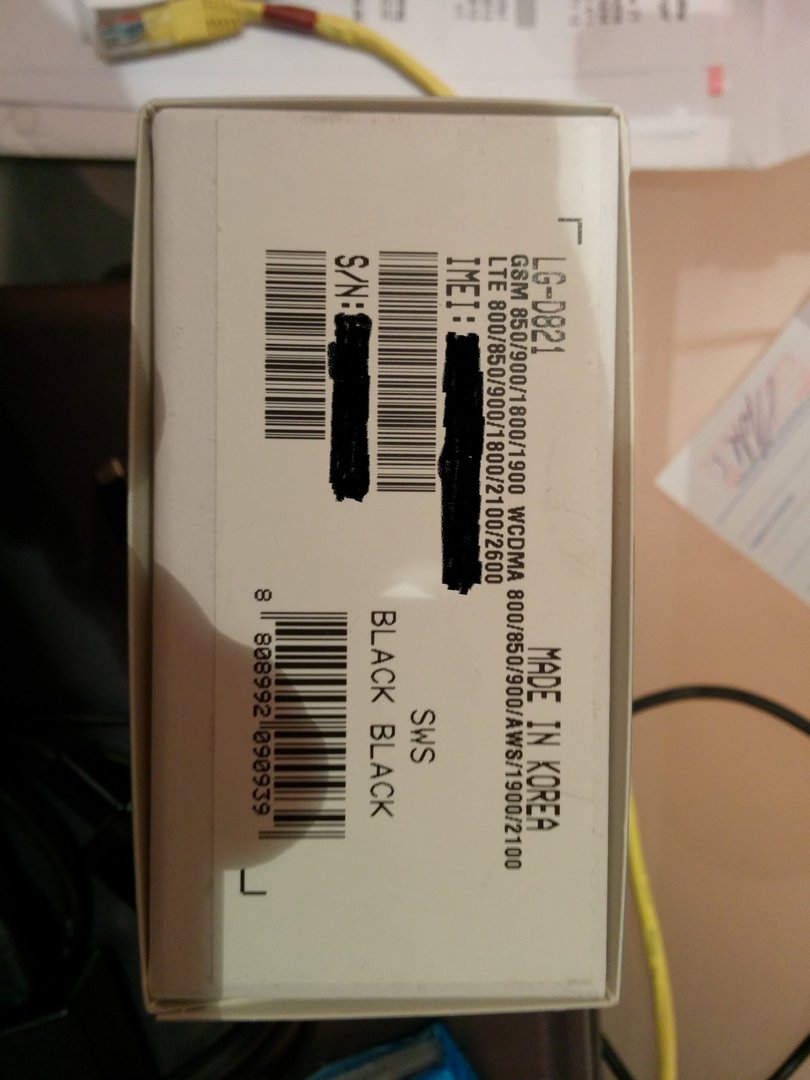 LG-D821
MADE IN KOREA
GSM 850/900/1800/1900 WCDMA 800/850/900/AWS/1900/2100
LTE 800/850/900/1800/2100/2600
IMEI:
SWS
BLACK BLACK
S/N:
8 808992 090939